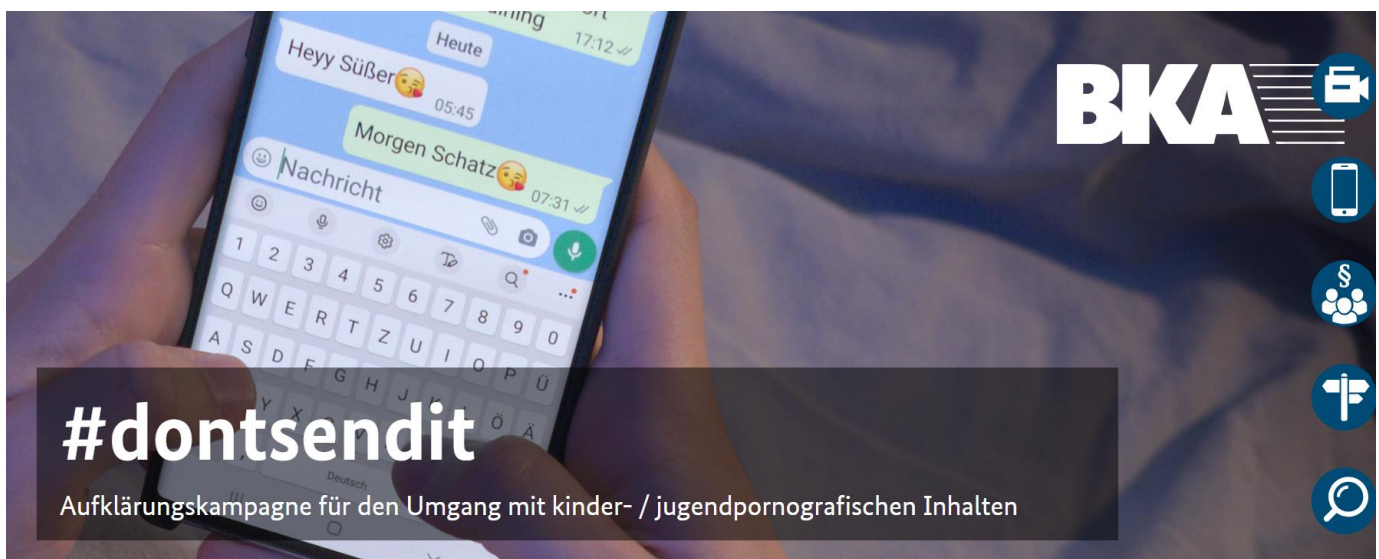 17:12
Heute
Heyy Süßer😘
05:45
Morgen Schatz😘
07:31
Nachricht
1 2 3 4 5 6 7 8 9 0
Q W E R T Z U I O P Ü
A S D F G H J Ö Ä
Y X
Deutsch
BKA
§
#dontsendit
Aufklärungskampagne für den Umgang mit kinder- / jugendpornografischen Inhalten